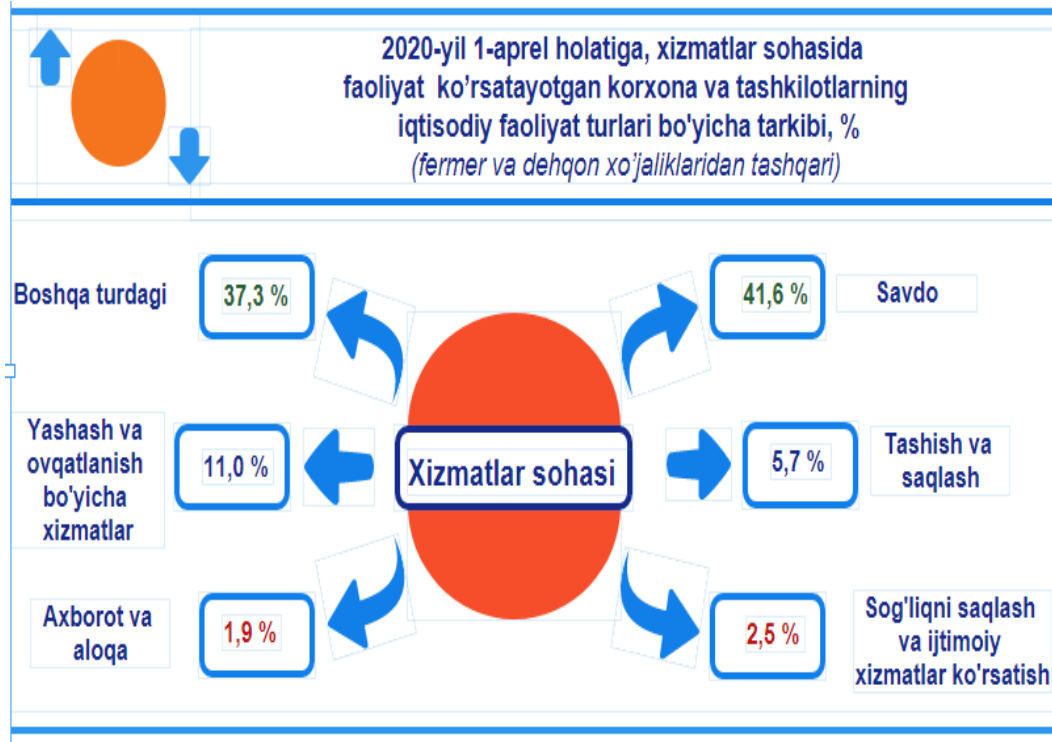 2020-yil 1-aprel holatiga, xizmatlar sohasida
faoliyat ko’rsatayotgan korxona va tashkilotlarning
iqtisodiy faoliyat turlari bo'yicha tarkibi, %
(fermer va dehqon xo’jaliklaridan tashqari)
Boshqa turdagi
37,3 %
41,6 %
Savdo
Yashash va
ovqatlanish
bo'yicha
xizmatlar
11,0 %
Xizmatlar sohasi
5,7 %
Tashish va
saqlash
Axborot va
aloqa
1,9 %
2,5 %
Sog'liqni saqlash
va ijtimoiy
xizmatlar ko'rsatish